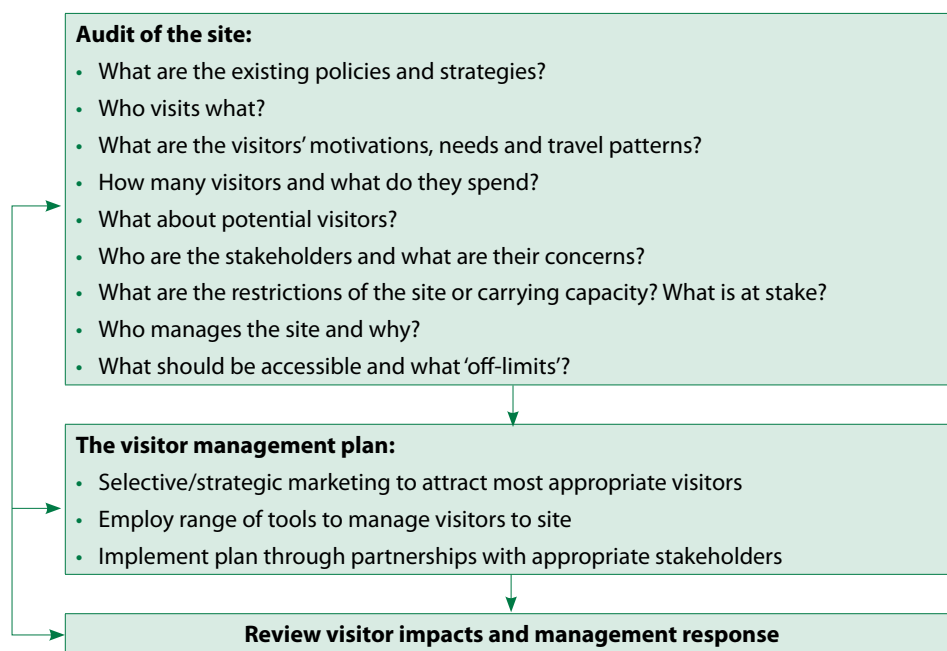 Audit of the site:
• What are the existing policies and strategies?
• Who visits what?
• What are the visitors’ motivations, needs and travel patterns?
• How many visitors and what do they spend?
• What about potential visitors?
• Who are the stakeholders and what are their concerns?
• What are the restrictions of the site or carrying capacity? What is at stake?
• Who manages the site and why?
• What should be accessible and what ‘off-limits’?
The visitor management plan:
• Selective/strategic marketing to attract most appropriate visitors
• Employ range of tools to manage visitors to site
• Implement plan through partnerships with appropriate stakeholders
Review visitor impacts and management response